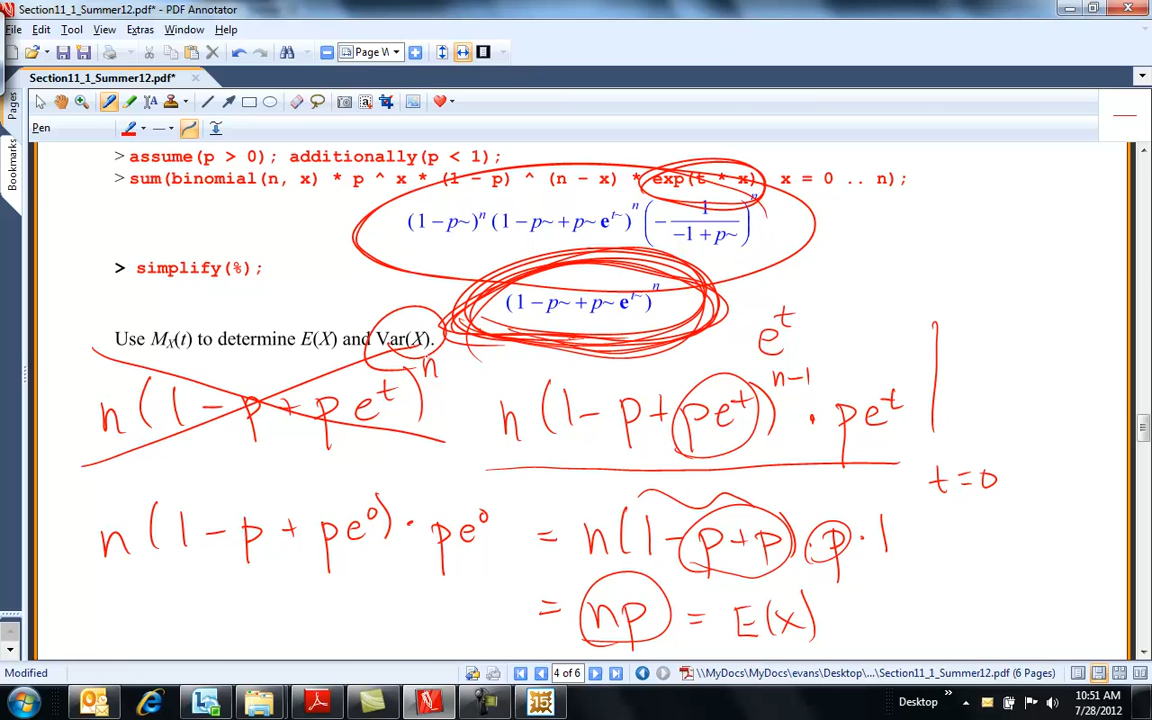 Section11_1_Summer12.pdf* - PDF Annotator
File Edit Tool View Extras Window Help
Page W
Section11_1_Summer12.pdf*
Pen
Pages
Bookmarks
> assume(p > 0); additionally(p < 1);
> sum(binomial(n, x) * p ^ x * (1 - p) ^ (n - x) * exp(t * x), x = 0 .. n);
(1 − p~)^n (1 − p~ + p~ e^t~)^n (− 1/(−1 + p~))^n
> simplify(%);
(1 − p~ + p~ e^t~)^n
Use M_X(t) to determine E(X) and Var(X).
e^t
n(1 − p + pe^t)^n
n(1 − p + pe^t)^n−1 · pe^t |
t = 0
n(1 − p + pe^0) · pe^0 = n(1 − p + p) · p · 1
= np = E(X)
Modified
4 of 6
\\MyDocs\MyDocs\evans\Desktop\...\Section11_1_Summer12.pdf (6 Pages)
Desktop
10:51 AM
7/28/2012